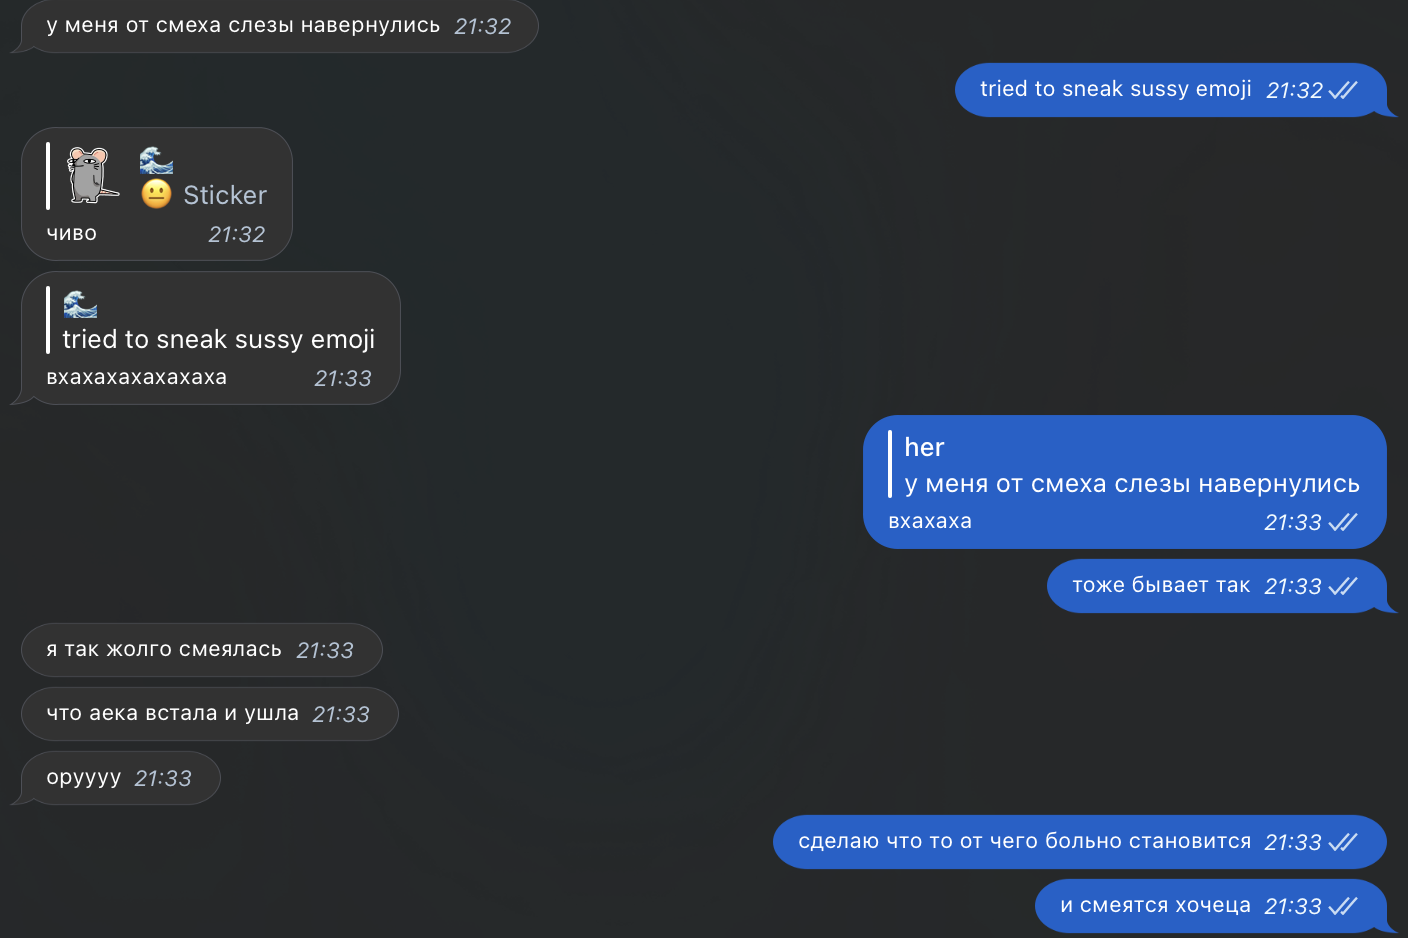 у меня от смеха слезы навернулись 21:32
tried to sneak sussy emoji 21:32
🌊
😐 Sticker
чиво 21:32
🌊
tried to sneak sussy emoji
вхахахахахахаха 21:33
her
у меня от смеха слезы навернулись
вхахаха 21:33
тоже бывает так 21:33
я так жолго смеялась 21:33
что аека встала и ушла 21:33
оруууу 21:33
сделаю что то от чего больно становится 21:33
и смеятся хочеца 21:33